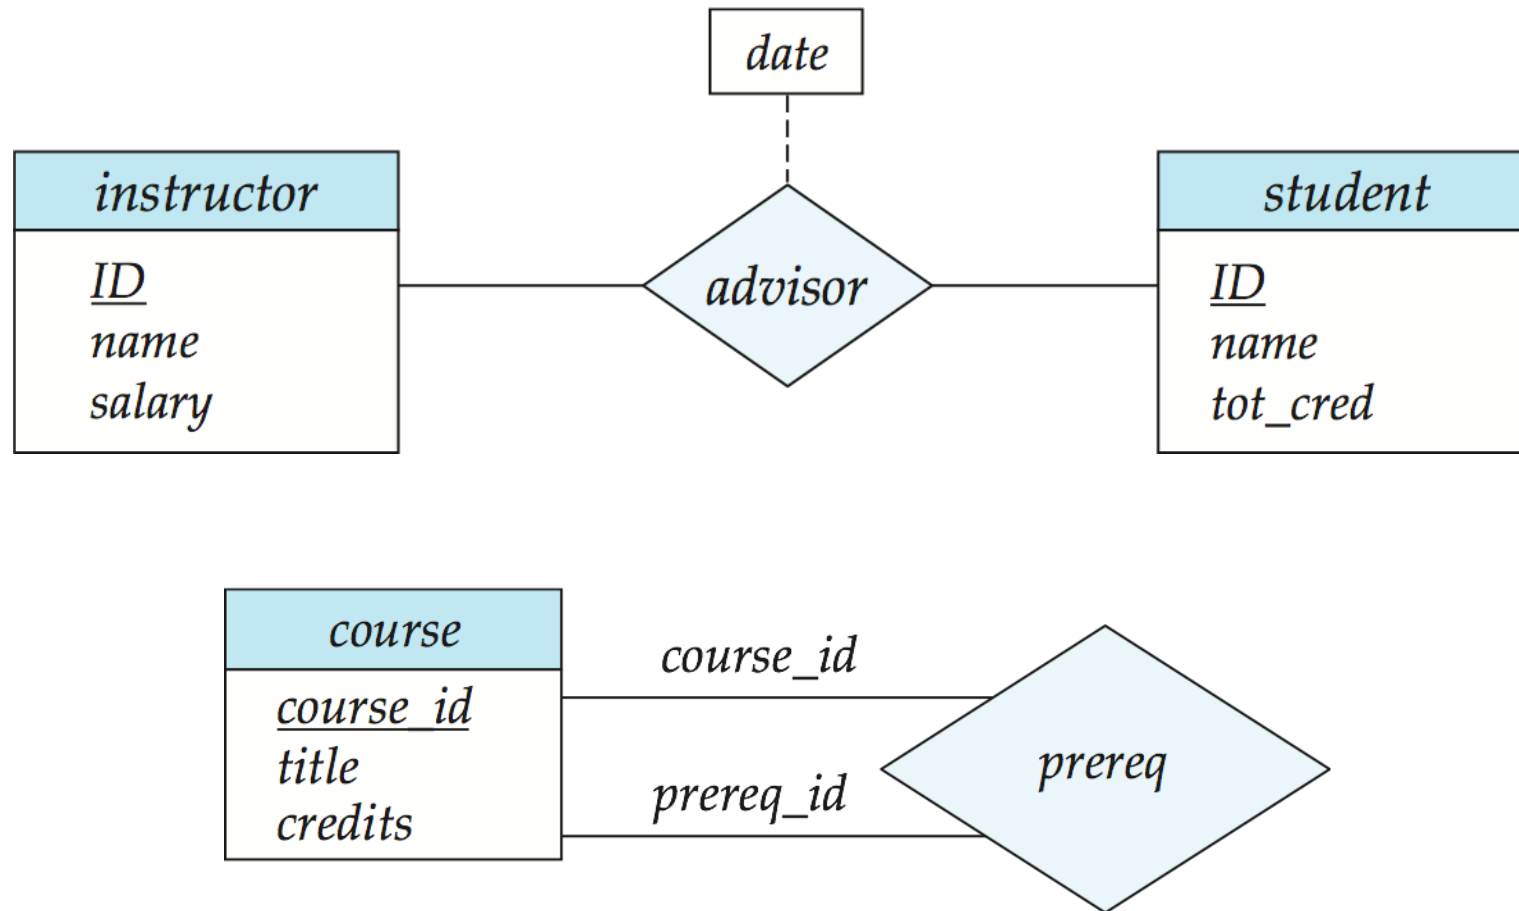 date
instructor
ID
name
salary
advisor
student
ID
name
tot_cred
course
course_id
title
credits
course_id
prereq_id
prereq